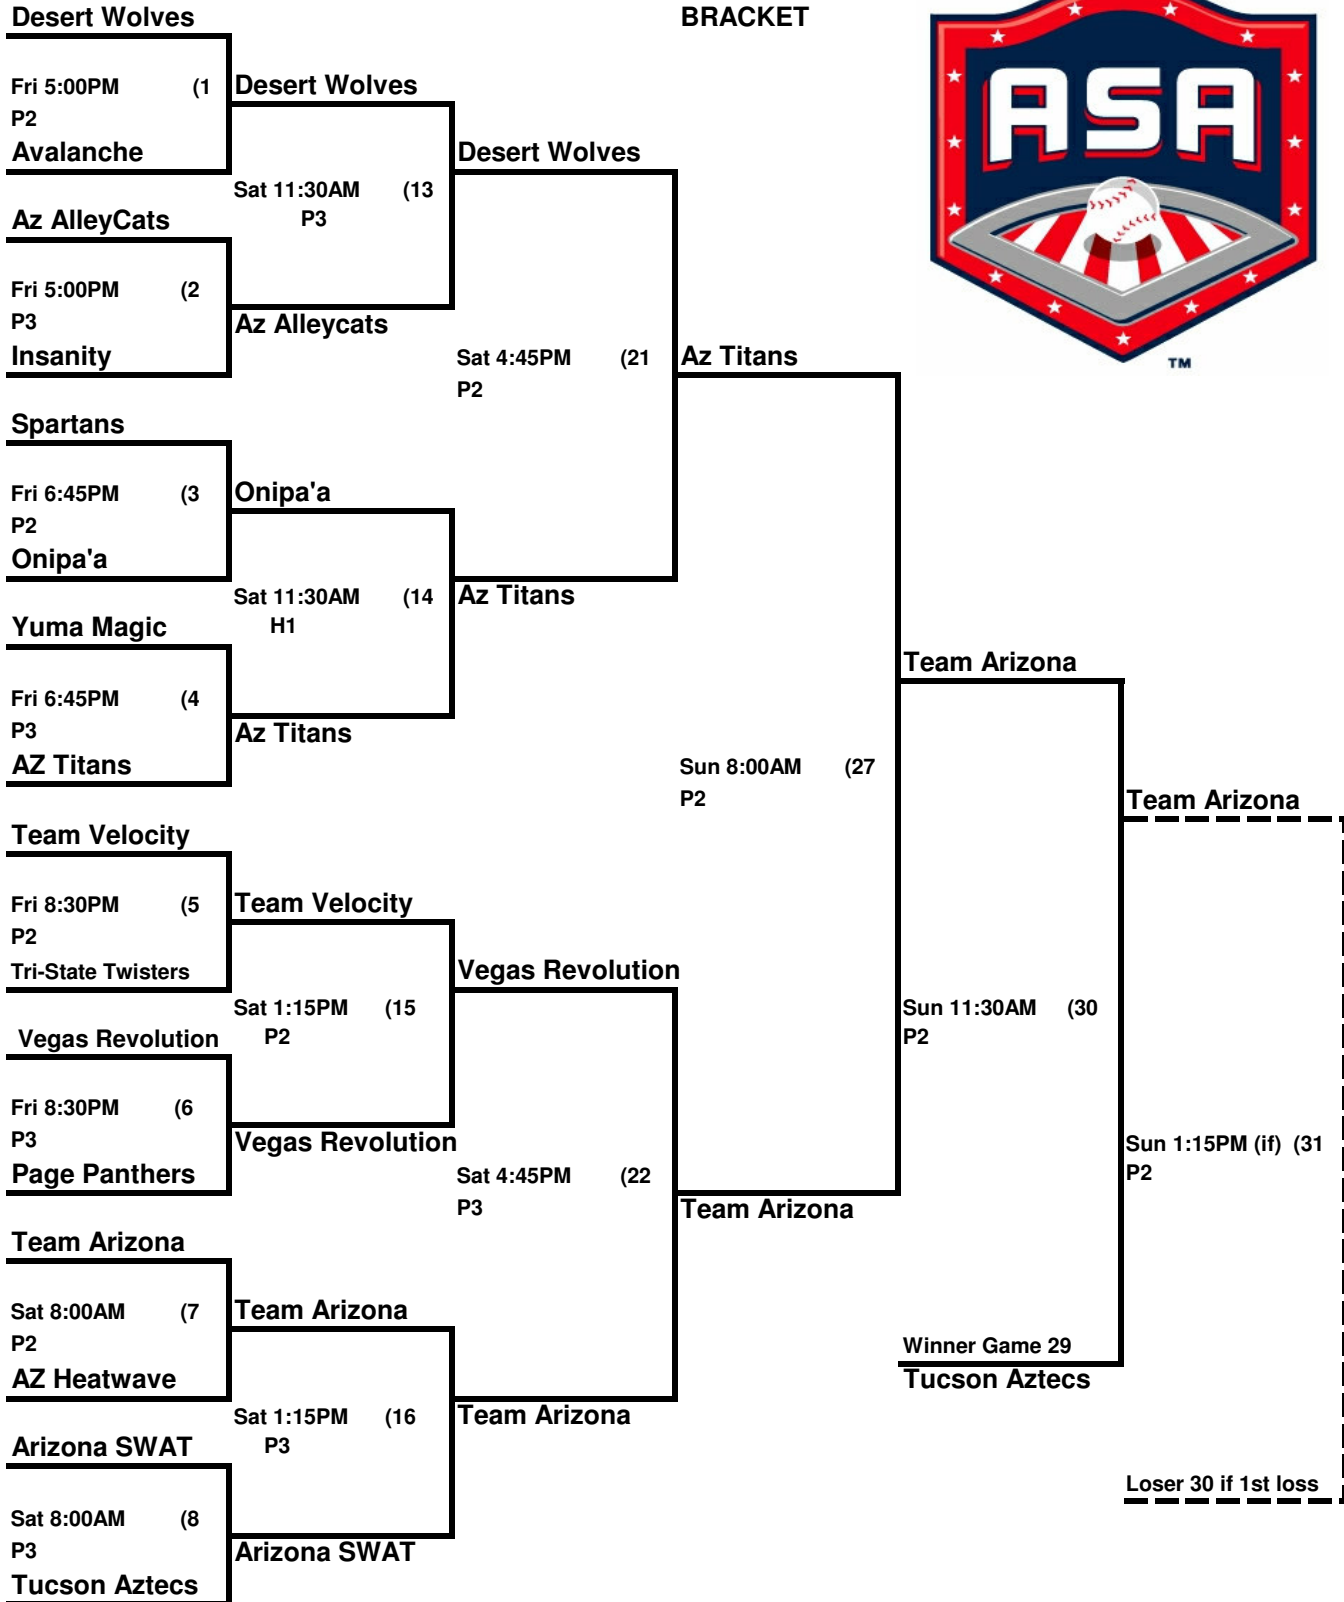 Desert Wolves
BRACKET
ASA
Fri 5:00PM (1
Desert Wolves
P2
Avalanche
Desert Wolves
Sat 11:30AM (13
P3
Az AlleyCats
Fri 5:00PM (2
P3
Az Alleycats
Insanity
Sat 4:45PM (21
Az Titans
TM
P2
Spartans
Fri 6:45PM (3
Onipa'a
P2
Onipa'a
Sat 11:30AM (14
Az Titans
H1
Yuma Magic
Team Arizona
Fri 6:45PM (4
P3
Az Titans
AZ Titans
Sun 8:00AM (27
P2
Team Arizona
Team Velocity
Fri 8:30PM (5
Team Velocity
P2
Tri-State Twisters
Vegas Revolution
Sat 1:15PM (15
Sun 11:30AM (30
P2
P2
Vegas Revolution
Fri 8:30PM (6
P3
Vegas Revolution
Sun 1:15PM (if) (31
P2
Page Panthers
Sat 4:45PM (22
P3
Team Arizona
Team Arizona
Sat 8:00AM (7
Team Arizona
P2
Winner Game 29
AZ Heatwave
Tucson Aztecs
Sat 1:15PM (16
Team Arizona
P3
Arizona SWAT
Loser 30 if 1st loss
Sat 8:00AM (8
P3
Arizona SWAT
Tucson Aztecs